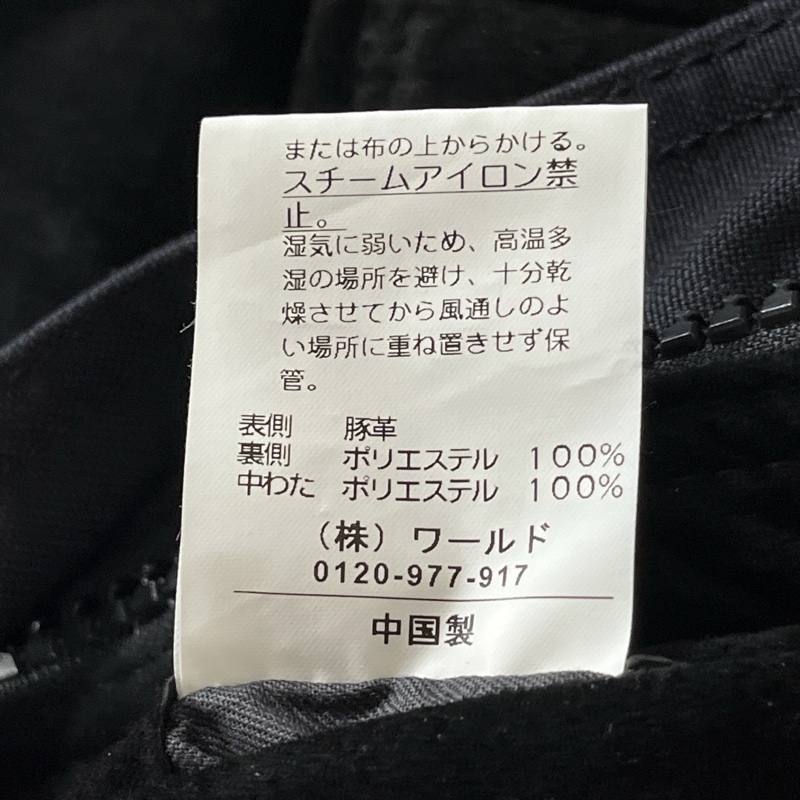 または布の上からかける。
スチームアイロン禁
止。
湿気に弱いため、高温多
湿の場所を避け、十分乾
燥させてから風通しのよ
い場所に重ね置きせず保
管。
表側 豚革
裏側 ポリエステル 100%
中わた ポリエステル 100%
（株）ワールド
0120-977-917
中国製